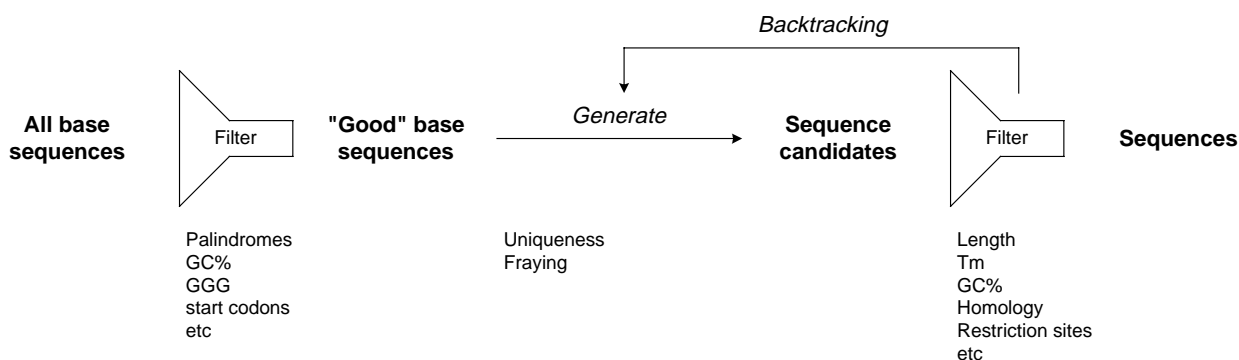 Backtracking
All base
sequences
Filter
"Good" base
sequences
Generate
Sequence
candidates
Filter
Sequences
Palindromes
GC%
GGG
start codons
etc
Uniqueness
Fraying
Length
Tm
GC%
Homology
Restriction sites
etc